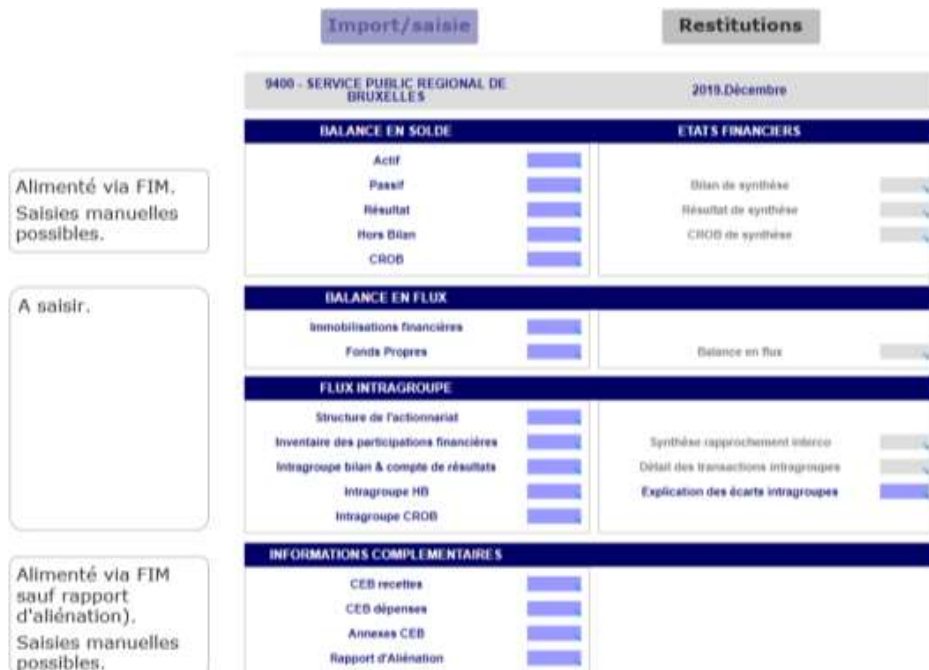 Import/saisie
Restitutions
9400 - SERVICE PUBLIC REGIONAL DE
BRUXELLES
2019.Décembre
BALANCE EN SOLDE
ETATS FINANCIERS
Alimenté via FIM.
Saisies manuelles
possibles.
Actif
Passif
Résultat
Hors Bilan
CROB
Bilan de synthèse
Résultat de synthèse
CROB de synthèse
A saisir.
BALANCE EN FLUX
Immobilisations financières
Fonds Propres
Balance en flux
FLUX INTRAGROUPE
Structure de l'actionnariat
Inventaire des participations financières
Intragroupe bilan & compte de résultats
Intragroupe HB
Intragroupe CROB
Synthèse rapprochement interco
Détail des transactions intragroupes
Explication des écarts intragroupes
Alimenté via FIM
sauf rapport
d'aliénation).
Saisies manuelles
possibles.
INFORMATIONS COMPLEMENTAIRES
CEB recettes
CEB dépenses
Annexes CEB
Rapport d'Aliénation